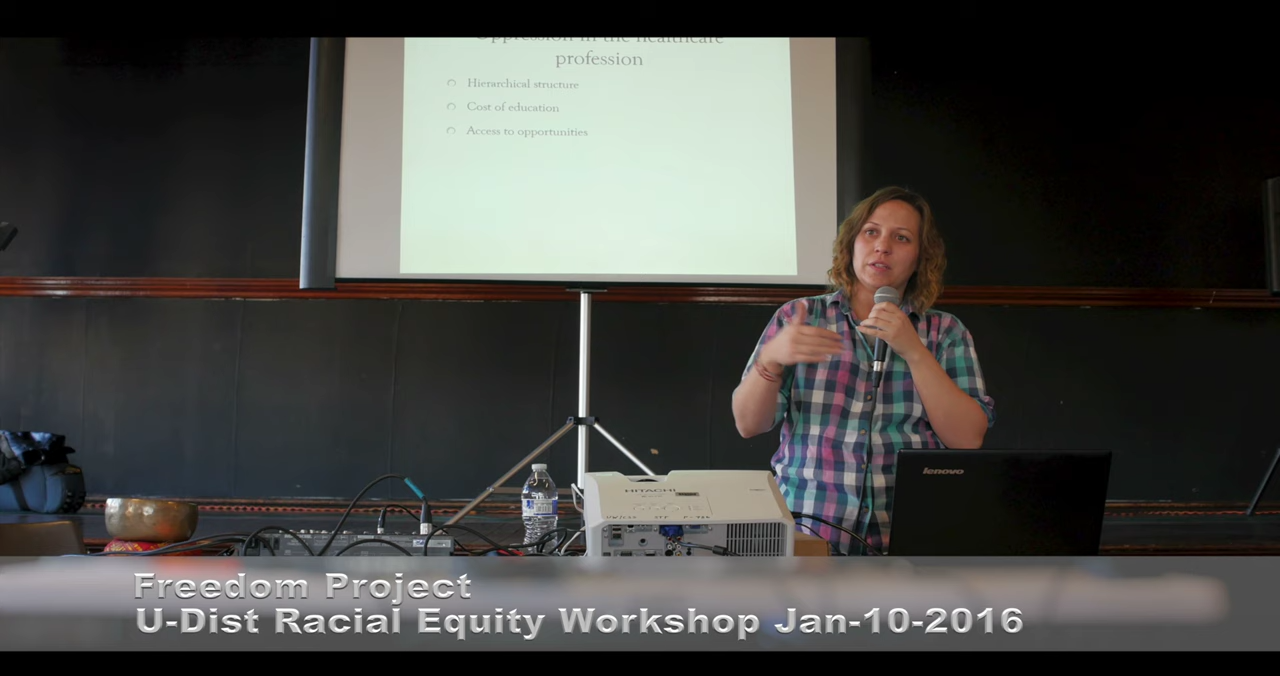 Oppression in the healthcare
profession
Hierarchical structure
Cost of education
Access to opportunities
lenovo
HITACHI
Freedom Project
U-Dist Racial Equity Workshop Jan-10-2016